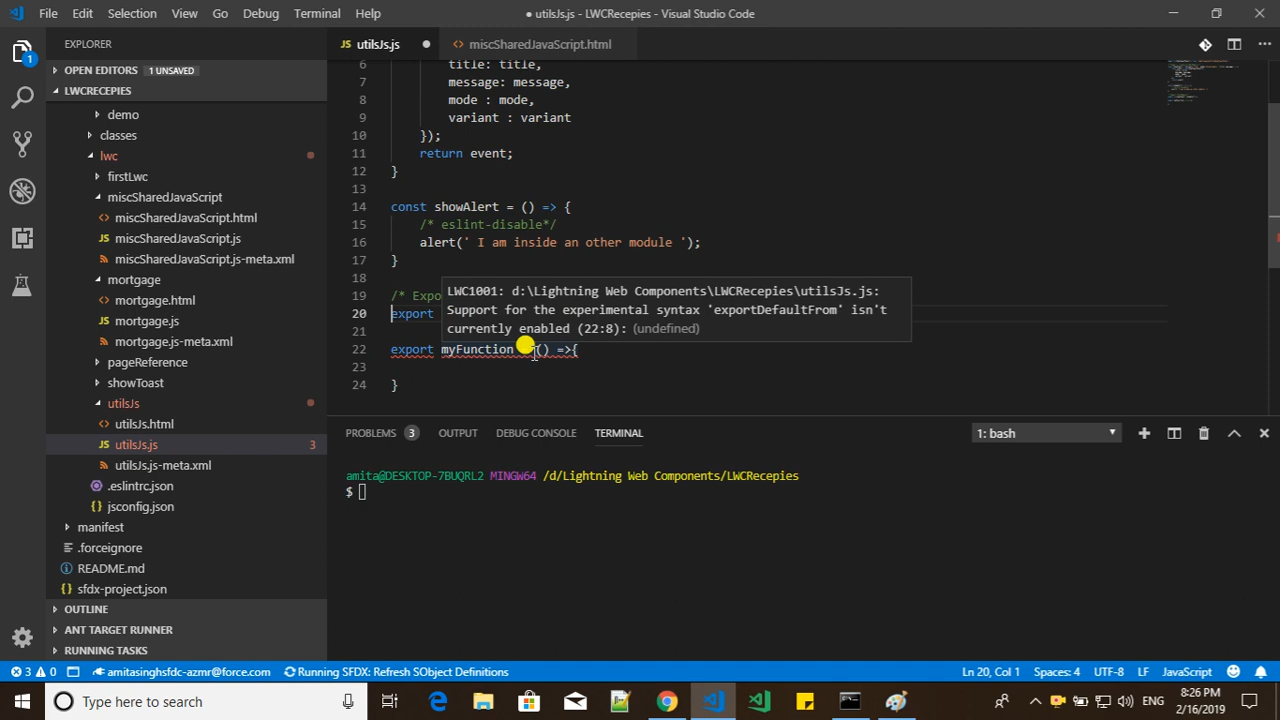 File Edit Selection View Go Debug Terminal Help
● utilsJs.js - LWCRecepies - Visual Studio Code
EXPLORER
OPEN EDITORS 1 UNSAVED
LWCRECEPIES
demo
classes
lwc
firstLwc
miscSharedJavaScript
miscSharedJavaScript.html
miscSharedJavaScript.js
miscSharedJavaScript.js-meta.xml
mortgage
mortgage.html
mortgage.js
mortgage.js-meta.xml
pageReference
showToast
utilsJs
utilsJs.html
utilsJs.js 3
utilsJs.js-meta.xml
.eslintrc.json
jsconfig.json
manifest
.forceignore
README.md
sfdx-project.json
OUTLINE
ANT TARGET RUNNER
RUNNING TASKS
1
JS utilsJs.js ●
miscSharedJavaScript.html
6 title: title,
7 message: message,
8 mode : mode,
9 variant : variant
10 });
11 return event;
12 }
13
14 const showAlert = () => {
15 /* eslint-disable*/
16 alert(' I am inside an other module ');
17 }
18
19 /* Expo
20 export
21
22 export myFunction () =>{
23
24 }
LWC1001: d:\Lightning Web Components\LWCRecepies\utilsJs.js:
Support for the experimental syntax 'exportDefaultFrom' isn't
currently enabled (22:8): (undefined)
PROBLEMS 3 OUTPUT DEBUG CONSOLE TERMINAL
1: bash
amita@DESKTOP-7BUQRL2 MINGW64 /d/Lightning Web Components/LWCRecepies
$
3 0 amitasinghsfdc-azmr@force.com Running SFDX: Refresh SObject Definitions
Ln 20, Col 1 Spaces: 4 UTF-8 LF JavaScript
Type here to search
ENG
8:26 PM
2/16/2019